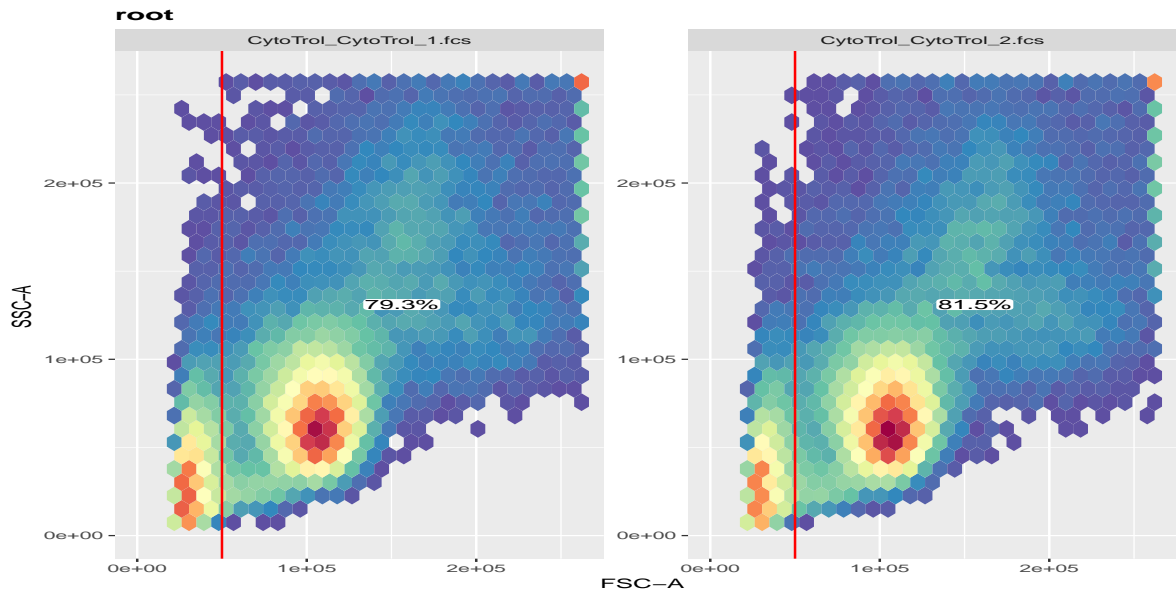 root
CytoTrol_CytoTrol_1.fcs
CytoTrol_CytoTrol_2.fcs
SSC−A
2e+05
1e+05
0e+00
79.3%
0e+00
1e+05
2e+05
2e+05
1e+05
0e+00
81.5%
0e+00
1e+05
2e+05
FSC−A